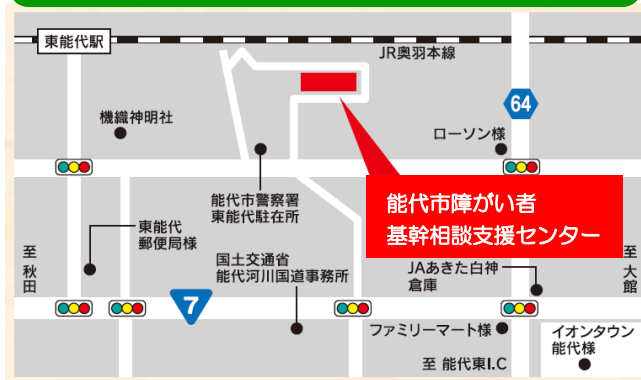 東能代駅
JR奥羽本線
64
機織神明社
ローソン様
能代市警察署
東能代駐在所
能代市障がい者
基幹相談支援センター
東能代
郵便局様
国土交通省
能代河川国道事務所
至
秋田
JAあきた白神
倉庫
至
大館
7
ファミリーマート様
イオンタウン
能代様
至 能代東I.C